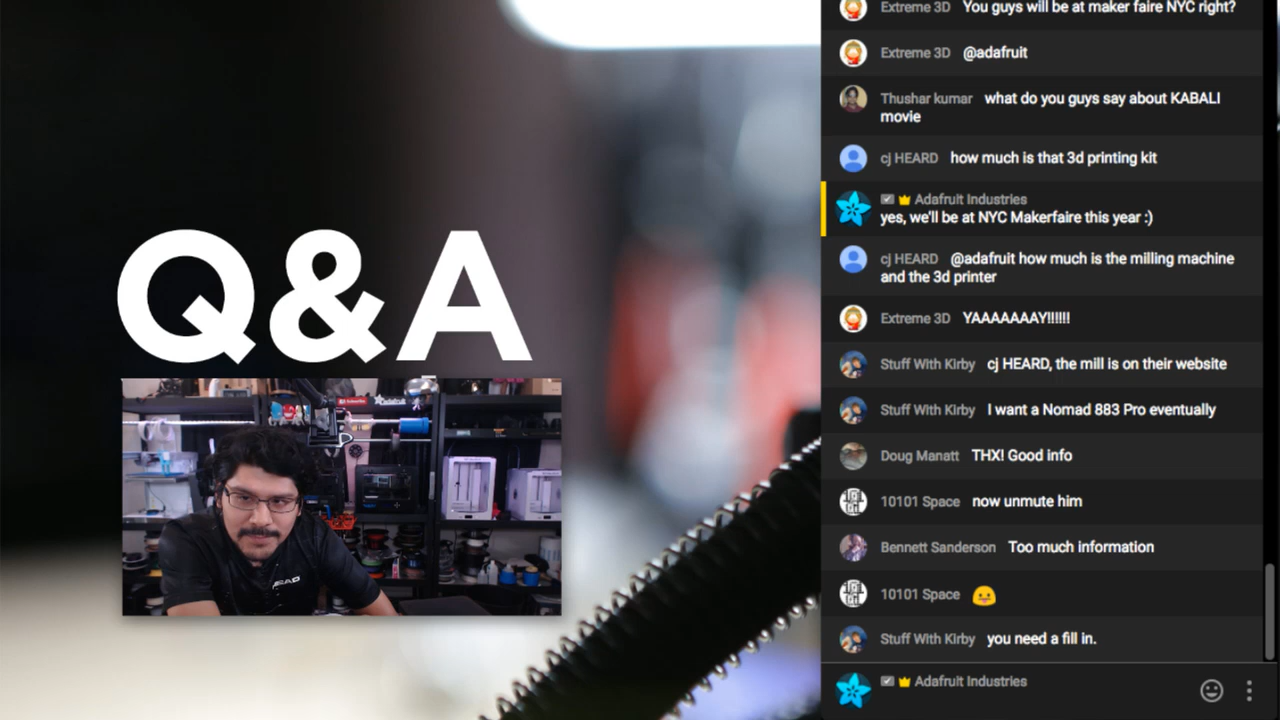 Q&A
Extreme 3D You guys will be at maker faire NYC right?
Extreme 3D @adafruit
Thushar kumar what do you guys say about KABALI
movie
cj HEARD how much is that 3d printing kit
Adafruit Industries
yes, we'll be at NYC Makerfaire this year :)
cj HEARD @adafruit how much is the milling machine
and the 3d printer
Extreme 3D YAAAAAAAY!!!!!!
Stuff With Kirby cj HEARD, the mill is on their website
Stuff With Kirby I want a Nomad 883 Pro eventually
Doug Manatt THX! Good info
10101 Space now unmute him
Bennett Sanderson Too much information
10101 Space 😛
Stuff With Kirby you need a fill in.
Adafruit Industries